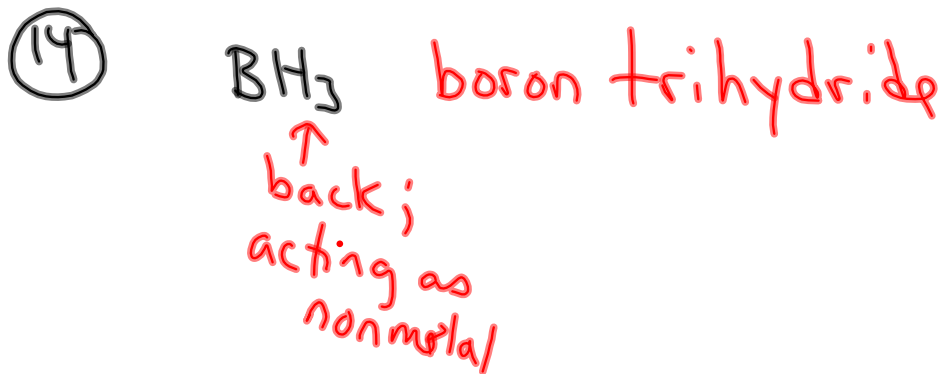 14 BH₃ boron trihydride
↑
back;
acting as
nonmetal